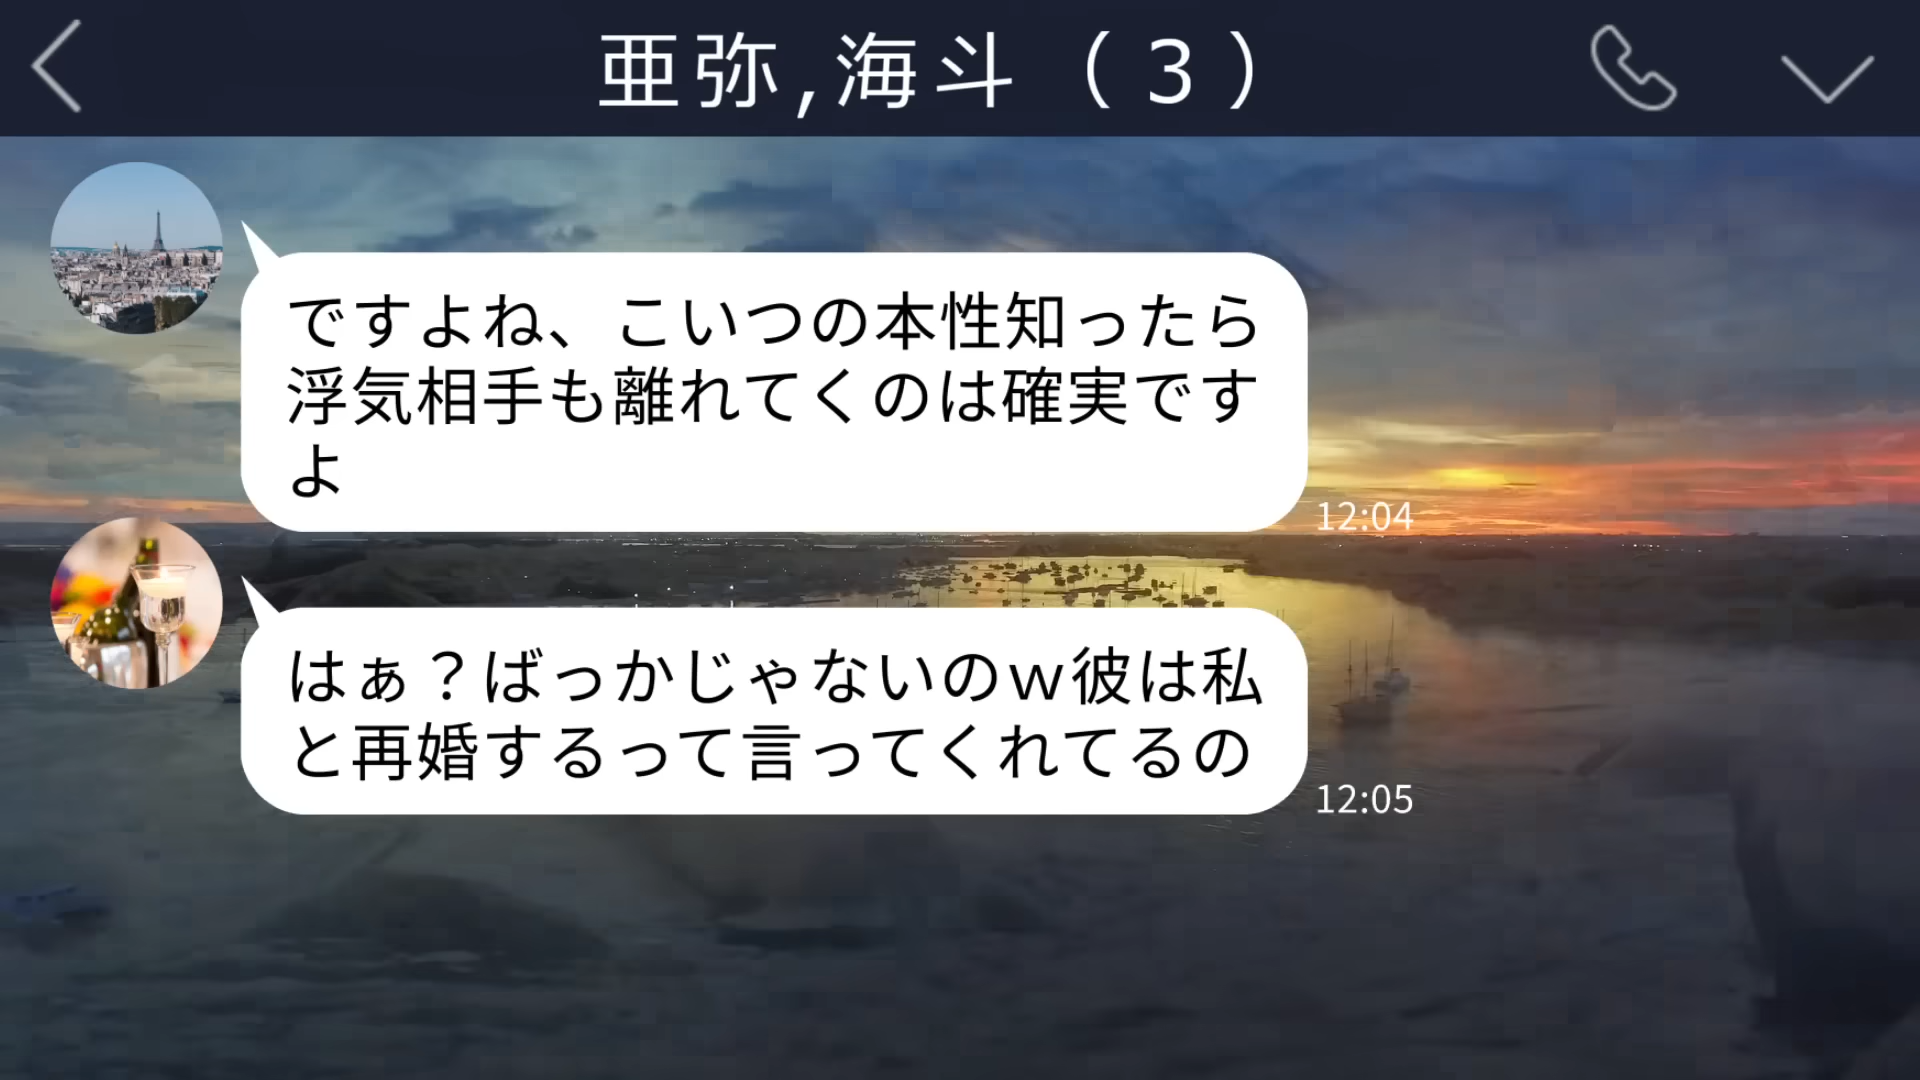 亜弥,海斗（３）
ですよね、こいつの本性知ったら
浮気相手も離れてくのは確実です
よ
12:04
はぁ？ばっかじゃないのｗ彼は私
と再婚するって言ってくれてるの
12:05